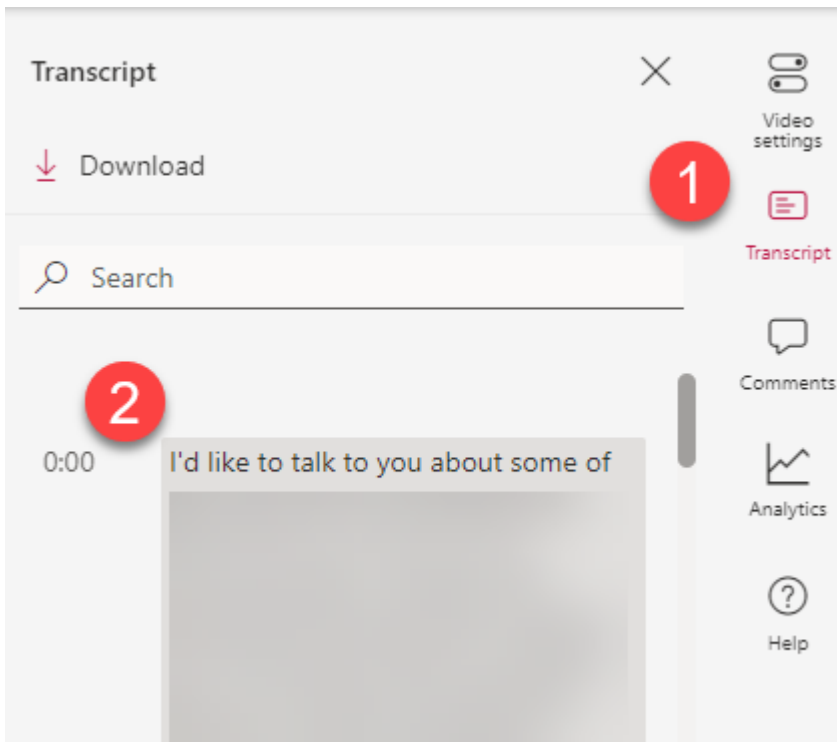 Transcript
Download
Search
2
0:00 I'd like to talk to you about some of
Video
settings
1
Transcript
Comments
Analytics
Help